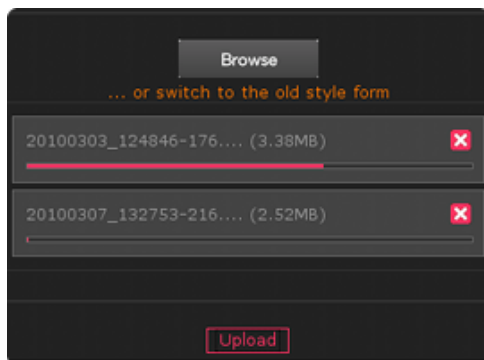 Browse
... or switch to the old style form
20100303_124846-176.... (3.38MB)
20100307_132753-216.... (2.52MB)
Upload